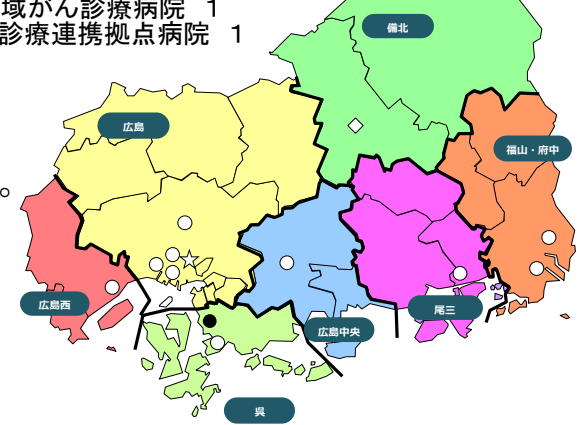 域がん診療病院 1
診療連携拠点病院 1
備北
広島
福山・府中
。
広島西
尾三
広島中央
呉